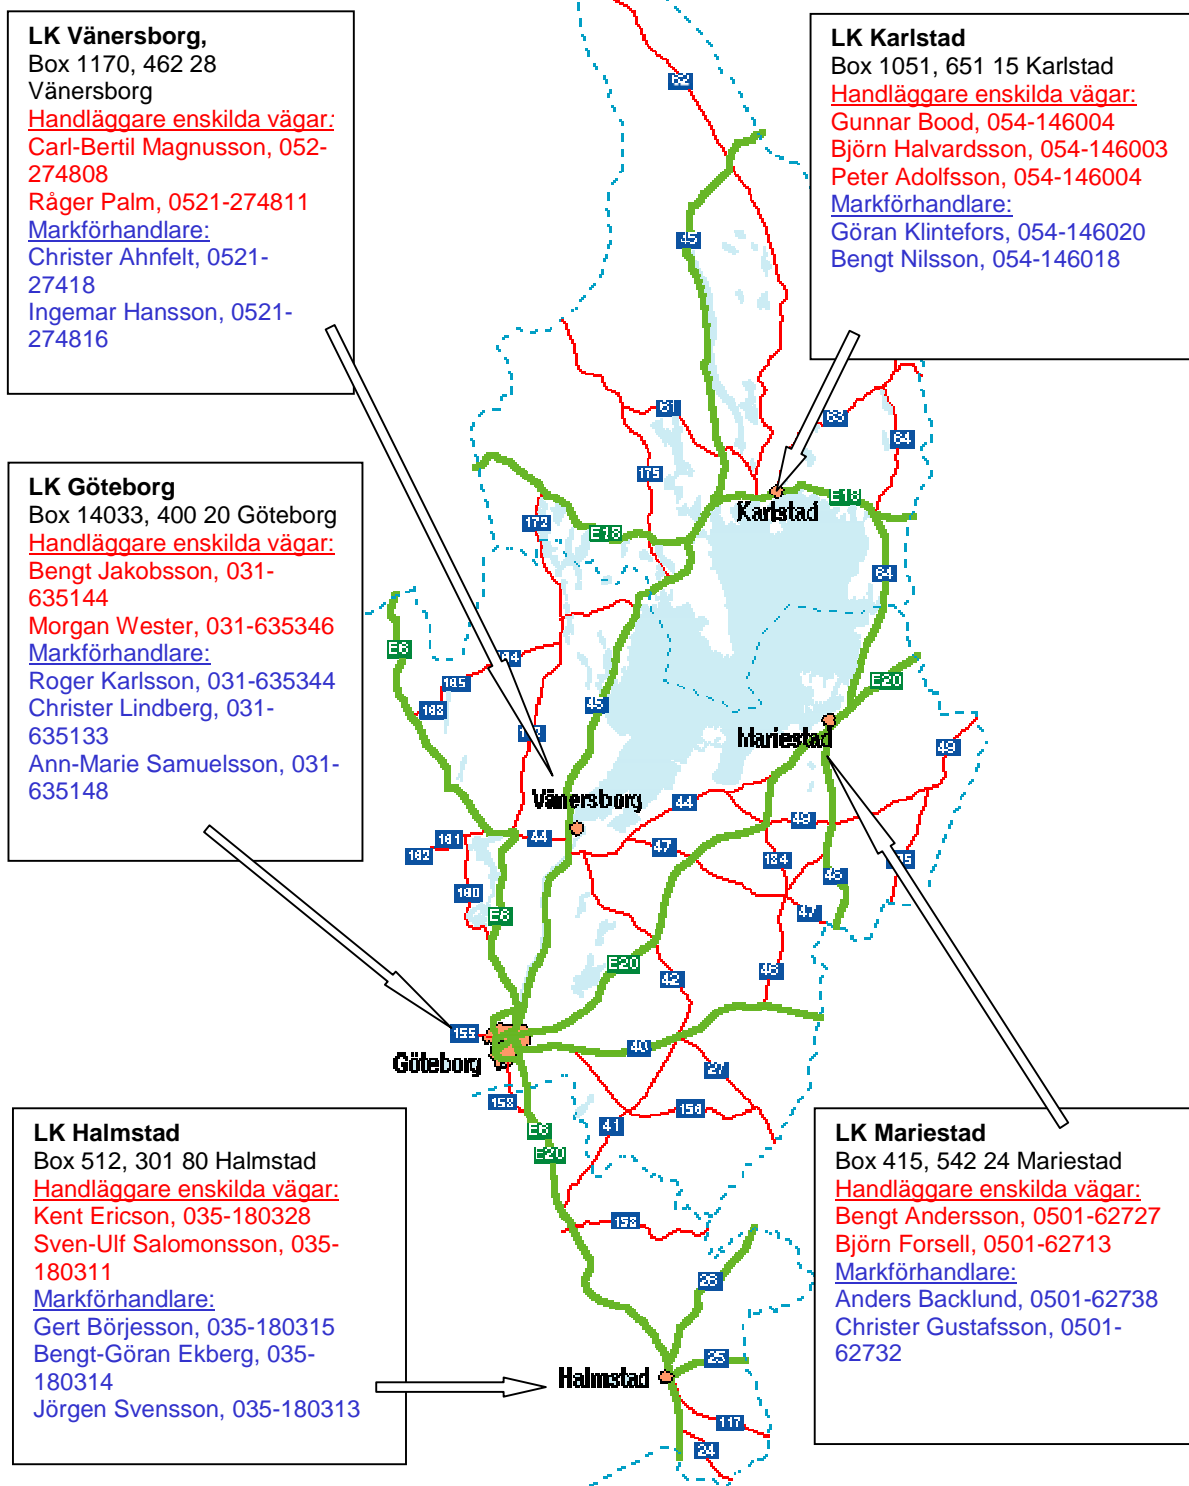 LK Vänersborg,
Box 1170, 462 28
Vänersborg
Handläggare enskilda vägar:
Carl-Bertil Magnusson, 052-
274808
Råger Palm, 0521-274811
Markförhandlare:
Christer Ahnfelt, 0521-
27418
Ingemar Hansson, 0521-
274816
LK Karlstad
Box 1051, 651 15 Karlstad
Handläggare enskilda vägar:
Gunnar Bood, 054-146004
Björn Halvardsson, 054-146003
Peter Adolfsson, 054-146004
Markförhandlare:
Göran Klintefors, 054-146020
Bengt Nilsson, 054-146018
LK Göteborg
Box 14033, 400 20 Göteborg
Handläggare enskilda vägar:
Bengt Jakobsson, 031-
635144
Morgan Wester, 031-635346
Markförhandlare:
Roger Karlsson, 031-635344
Christer Lindberg, 031-
635133
Ann-Marie Samuelsson, 031-
635148
LK Halmstad
Box 512, 301 80 Halmstad
Handläggare enskilda vägar:
Kent Ericson, 035-180328
Sven-Ulf Salomonsson, 035-
180311
Markförhandlare:
Gert Börjesson, 035-180315
Bengt-Göran Ekberg, 035-
180314
Jörgen Svensson, 035-180313
LK Mariestad
Box 415, 542 24 Mariestad
Handläggare enskilda vägar:
Bengt Andersson, 0501-62727
Björn Forsell, 0501-62713
Markförhandlare:
Anders Backlund, 0501-62738
Christer Gustafsson, 0501-
62732
62
45
61
63
64
175
Karlstad
E18
172
E18
64
E6
E20
165
45
Mariestad
49
Vänersborg
44
49
161
44
47
184
162
160
47
E6
E20
42
46
155
40
Göteborg
27
153
156
E6
41
E20
153
26
25
Halmstad
117
24